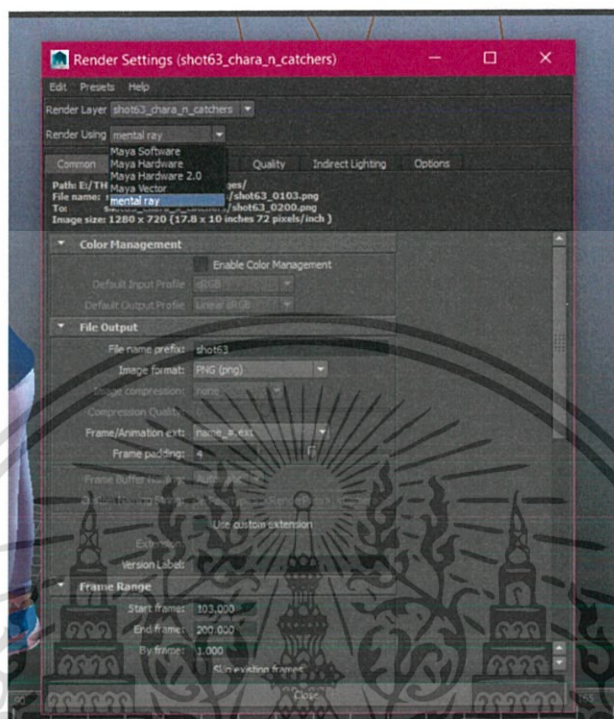 Render Settings (shot63_chara_n_catchers)
Edit Presets Help
Render Layer shot63_chara_n_catchers
Render Using mental ray
Maya Software
Maya Hardware
Maya Hardware 2.0
Maya Vector
mental ray
Common Quality Indirect Lighting Options
Path: E:/TH
File name: /shot63_0103.png
To: /shot63_0200.png
Image size: 1280 x 720 (17.8 x 10 inches 72 pixels/inch )
Color Management
Enable Color Management
Default Input Profile sRGB
Default Output Profile Linear sRGB
File Output
File name prefix: shot63
Image format: PNG (png)
Image compression: none
Compression Quality:
Frame/Animation ext: name_#.ext
Frame padding: 4
Frame Buffer Naming: Automatic
Use custom extension
Extension:
Version Label:
Frame Range
Start frame: 103.000
End frame: 200.000
By frame: 1.000
Skip existing frames
Close